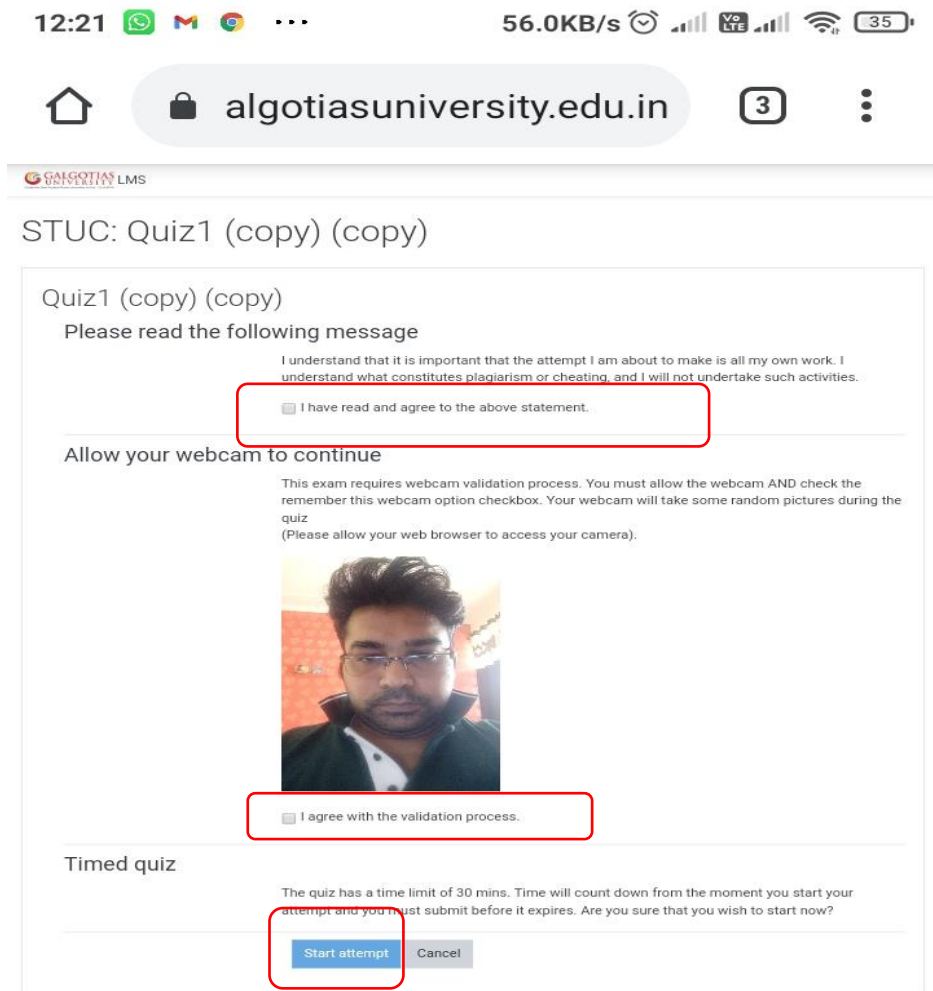 12:21 ... 56.0KB/s Vo LTE 35
algotiasuniversity.edu.in 3
GALGOTIAS UNIVERSITY LMS
STUC: Quiz1 (copy) (copy)
Quiz1 (copy) (copy)
Please read the following message
I understand that it is important that the attempt I am about to make is all my own work. I
understand what constitutes plagiarism or cheating, and I will not undertake such activities.
I have read and agree to the above statement.
Allow your webcam to continue
This exam requires webcam validation process. You must allow the webcam AND check the
remember this webcam option checkbox. Your webcam will take some random pictures during the
quiz
(Please allow your web browser to access your camera).
I agree with the validation process.
Timed quiz
The quiz has a time limit of 30 mins. Time will count down from the moment you start your
attempt and you must submit before it expires. Are you sure that you wish to start now?
Start attempt Cancel